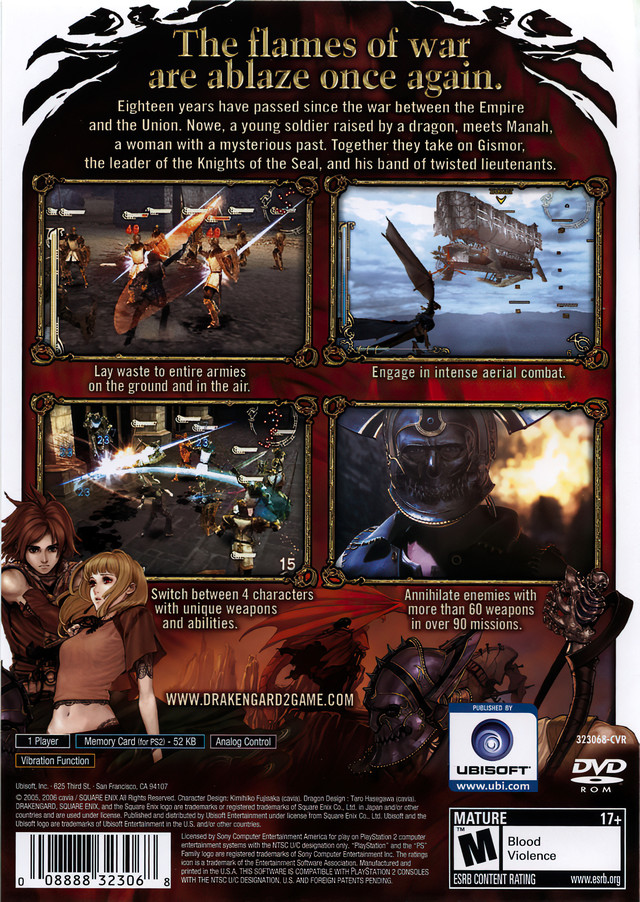 The flames of war
are ablaze once again.
Eighteen years have passed since the war between the Empire
and the Union. Nowe, a young soldier raised by a dragon, meets Manah,
a woman with a mysterious past. Together they take on Gismor,
the leader of the Knights of the Seal, and his band of twisted lieutenants.
Lay waste to entire armies
on the ground and in the air.
Engage in intense aerial combat.
23
23
23
23
15
Switch between 4 characters
with unique weapons
and abilities.
Annihilate enemies with
more than 60 weapons
in over 90 missions.
WWW.DRAKENGARD2GAME.COM
PUBLISHED BY
UBISOFT
www.ubi.com
323068-CVR
DVD
ROM
1 Player
Memory Card (for PS2) - 52 KB
Analog Control
Vibration Function
Ubisoft, Inc. · 625 Third St. · San Francisco, CA 94107
© 2005, 2006 cavia / SQUARE ENIX All Rights Reserved. Character Design: Kimihiko Fujisaka (cavia). Dragon Design : Taro Hasegawa (cavia).
DRAKENGARD, SQUARE ENIX, and the Square Enix logo are trademarks or registered trademarks of Square Enix Co., Ltd. in Japan and/or other
countries and are used under license. Published and distributed by Ubisoft Entertainment under license from Square Enix Co., Ltd. Ubisoft and the
Ubisoft logo are trademarks of Ubisoft Entertainment in the U.S. and/or other countries.
Licensed by Sony Computer Entertainment America for play on PlayStation 2 computer
entertainment systems with the NTSC U/C designation only. "PlayStation" and the "PS"
Family logo are registered trademarks of Sony Computer Entertainment Inc. The ratings
icon is a trademark of the Entertainment Software Association. Manufactured and
printed in the U.S.A. THIS SOFTWARE IS COMPATIBLE WITH PLAYSTATION 2 CONSOLES
WITH THE NTSC U/C DESIGNATION. U.S. AND FOREIGN PATENTS PENDING.
0 08888 32306 8
MATURE 17+
M
TM
Blood
Violence
ESRB CONTENT RATING www.esrb.org